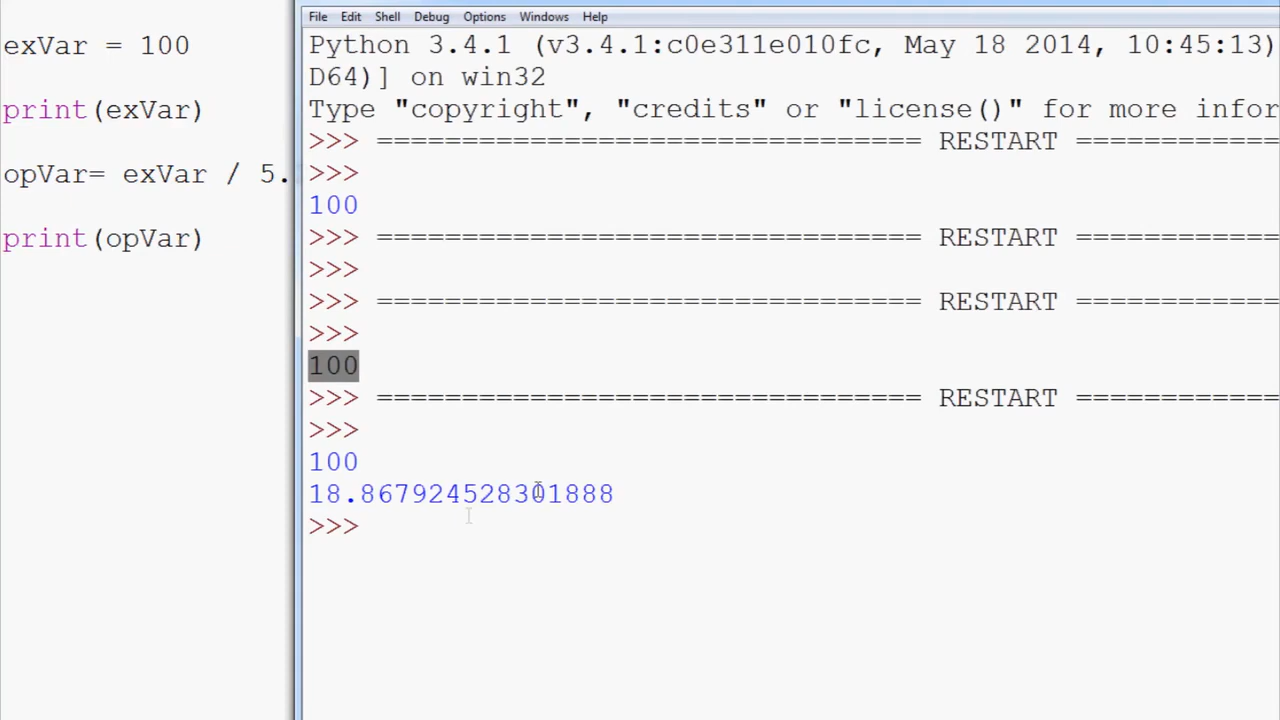 exVar = 100
print(exVar)
opVar= exVar / 5.
print(opVar)
File Edit Shell Debug Options Windows Help
Python 3.4.1 (v3.4.1:c0e311e010fc, May 18 2014, 10:45:13)
D64)] on win32
Type "copyright", "credits" or "license()" for more infor
>>> ================================ RESTART ============
>>>
100
>>> ================================ RESTART ============
>>>
>>> ================================ RESTART ============
>>>
100
>>> ================================ RESTART ============
>>>
100
18.867924528301888
>>>